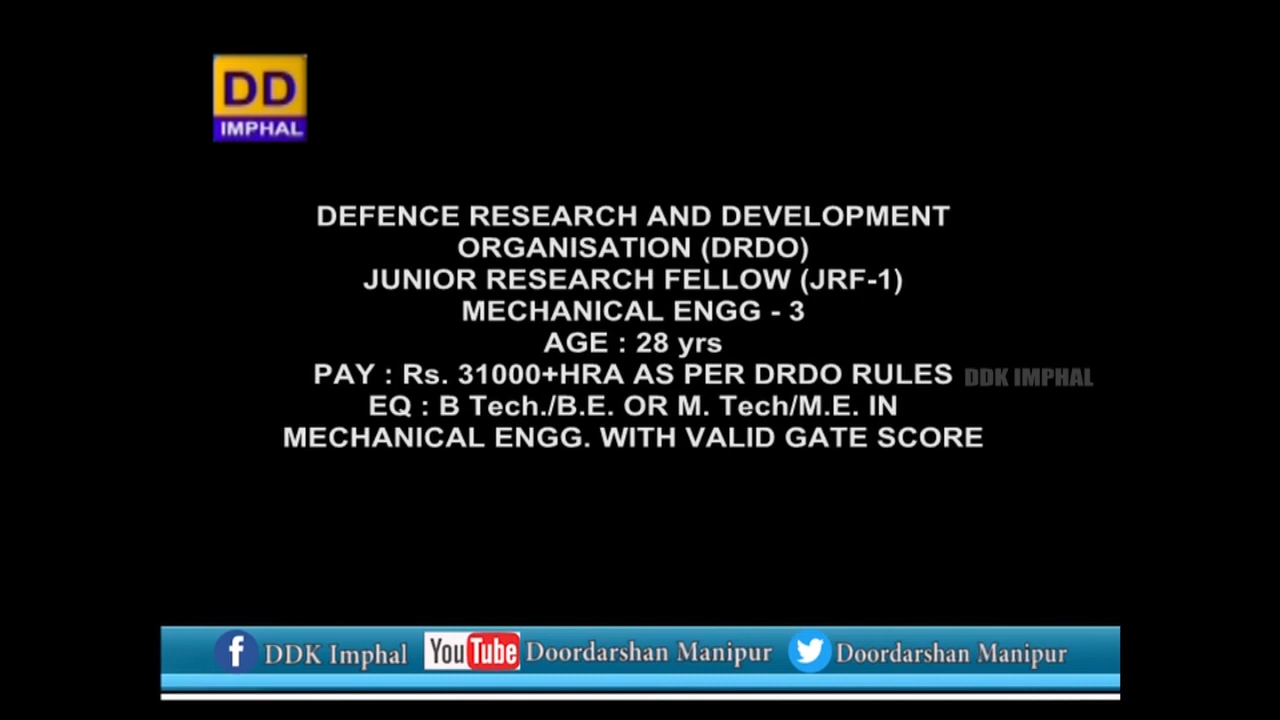 DD
IMPHAL
DEFENCE RESEARCH AND DEVELOPMENT
ORGANISATION (DRDO)
JUNIOR RESEARCH FELLOW (JRF-1)
MECHANICAL ENGG - 3
AGE : 28 yrs
PAY : Rs. 31000+HRA AS PER DRDO RULES
DDK IMPHAL
EQ : B Tech./B.E. OR M. Tech/M.E. IN
MECHANICAL ENGG. WITH VALID GATE SCORE
f DDK Imphal YouTube Doordarshan Manipur Doordarshan Manipur